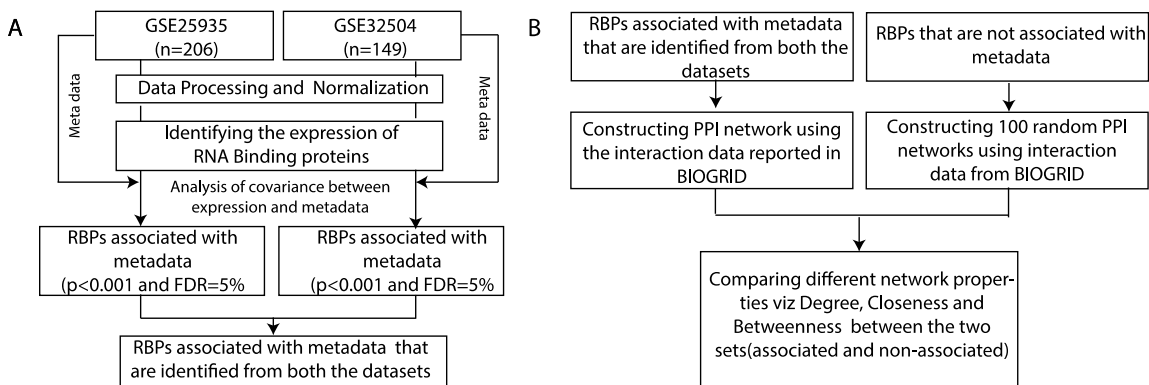 A
GSE25935
(n=206)
GSE32504
(n=149)
Meta data
Meta data
Data Processing and Normalization
Identifying the expression of
RNA Binding proteins
Analysis of covariance between
expression and metadata
RBPs associated with
metadata
(p<0.001 and FDR=5%
RBPs associated with
metadata
(p<0.001 and FDR=5%
RBPs associated with metadata that
are identified from both the datasets
B
RBPs associated with metadata
that are identified from both the
datasets
RBPs that are not associated with
metadata
Constructing PPI network using
the interaction data reported in
BIOGRID
Constructing 100 random PPI
networks using interaction
data from BIOGRID
Comparing different network proper-
ties viz Degree, Closeness and
Betweenness between the two
sets(associated and non-associated)